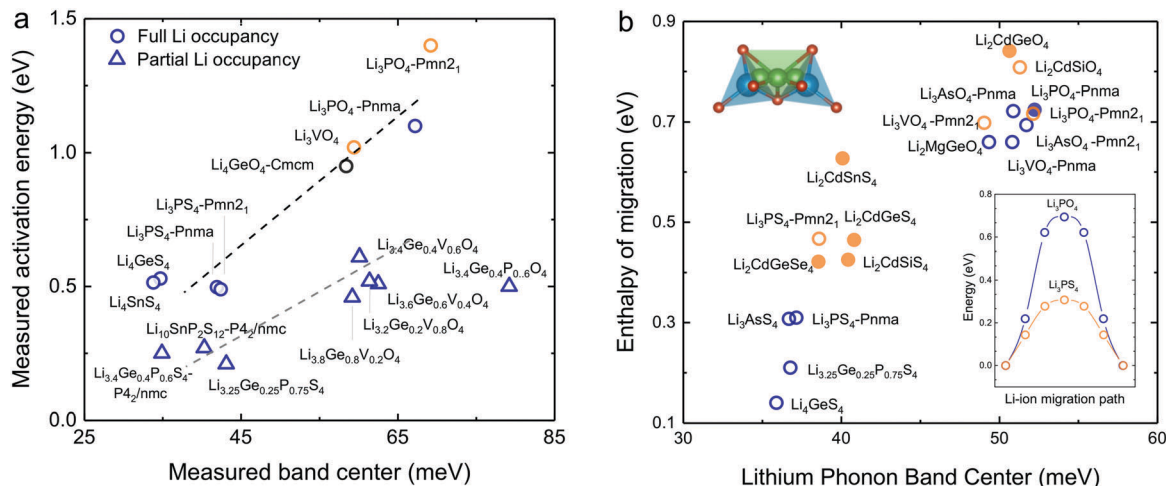 a
Measured activation energy (eV)
1.5
1.0
0.5
0.0
Full Li occupancy
Partial Li occupancy
Li₃PO₄-Pmn2₁
Li₃PO₄-Pnma
Li₃VO₄
Li₄GeO₄-Cmcm
Li₃PS₄-Pmn2₁
Li₃PS₄-Pnma
Li₄GeS₄
Li₄SnS₄
Li₃.₄Ge₀.₄V₀.₆O₄
Li₃.₄Ge₀.₄P₀..₆O₄
Li₃.₆Ge₀.₆V₀.₄O₄
Li₁₀SnP₂S₁₂-P4₂/nmc
Li₃.₂Ge₀.₂V₀.₈O₄
Li₃.₈Ge₀.₈V₀.₂O₄
Li₃.₄Ge₀.₄P₀.₆S₄-
P4₂/nmc
Li₃.₂₅Ge₀.₂₅P₀.₇₅S₄
25 45 65 85
Measured band center (meV)
b
Enthalpy of migration (eV)
0.9
0.7
0.5
0.3
0.1
Li₂CdGeO₄
Li₂CdSiO₄
Li₃AsO₄-Pnma
Li₃PO₄-Pnma
Li₃VO₄-Pmn2₁
Li₃PO₄-Pmn2₁
Li₂MgGeO₄
Li₃AsO₄-Pmn2₁
Li₃VO₄-Pnma
Li₂CdSnS₄
Li₃PS₄-Pmn2₁
Li₂CdGeS₄
Li₂CdGeSe₄
Li₂CdSiS₄
Li₃AsS₄
Li₃PS₄-Pnma
Li₃.₂₅Ge₀.₂₅P₀.₇₅S₄
Li₄GeS₄
Energy (eV)
0.8
0.6
0.4
0.2
0.0
Li₃PO₄
Li₃PS₄
Li-ion migration path
30 40 50 60
Lithium Phonon Band Center (meV)